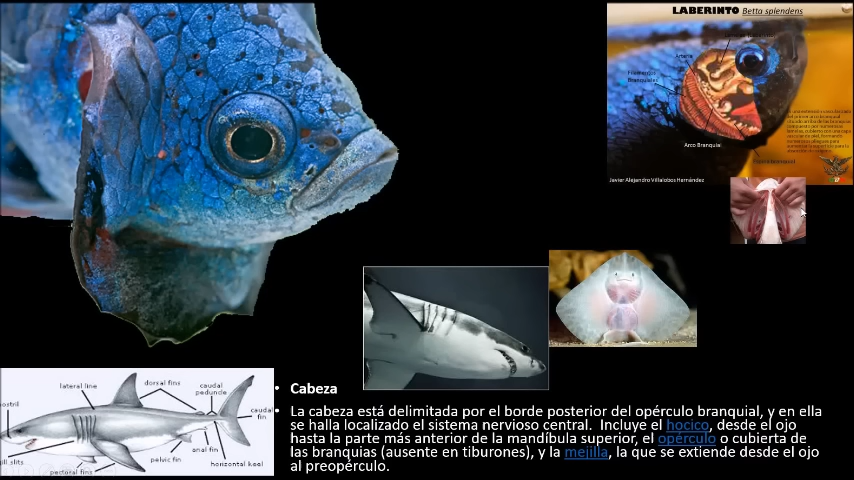 LABERINTO Betta splendens
Arteria
Filamentos
Branquiales
Arco Branquial
Javier Alejandro Villalobos Hernández
lateral line
dorsal fins
caudal
peduncle
caudal
fin
anal fin
pelvic fin
horizontal keel
pectoral fins
• Cabeza
• La cabeza está delimitada por el borde posterior del opérculo branquial, y en ella
se halla localizado el sistema nervioso central. Incluye el hocico, desde el ojo
hasta la parte más anterior de la mandíbula superior, el opérculo o cubierta de
las branquias (ausente en tiburones), y la mejilla, la que se extiende desde el ojo
al preopérculo.